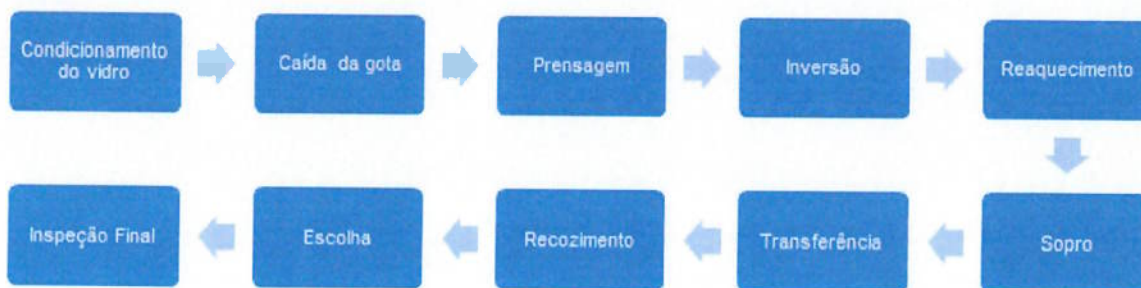 Condicionamento
do vidro
Caída da gota
Prensagem
Inversão
Reaquecimento
Sopro
Transferência
Recozimento
Escolha
Inspeção Final